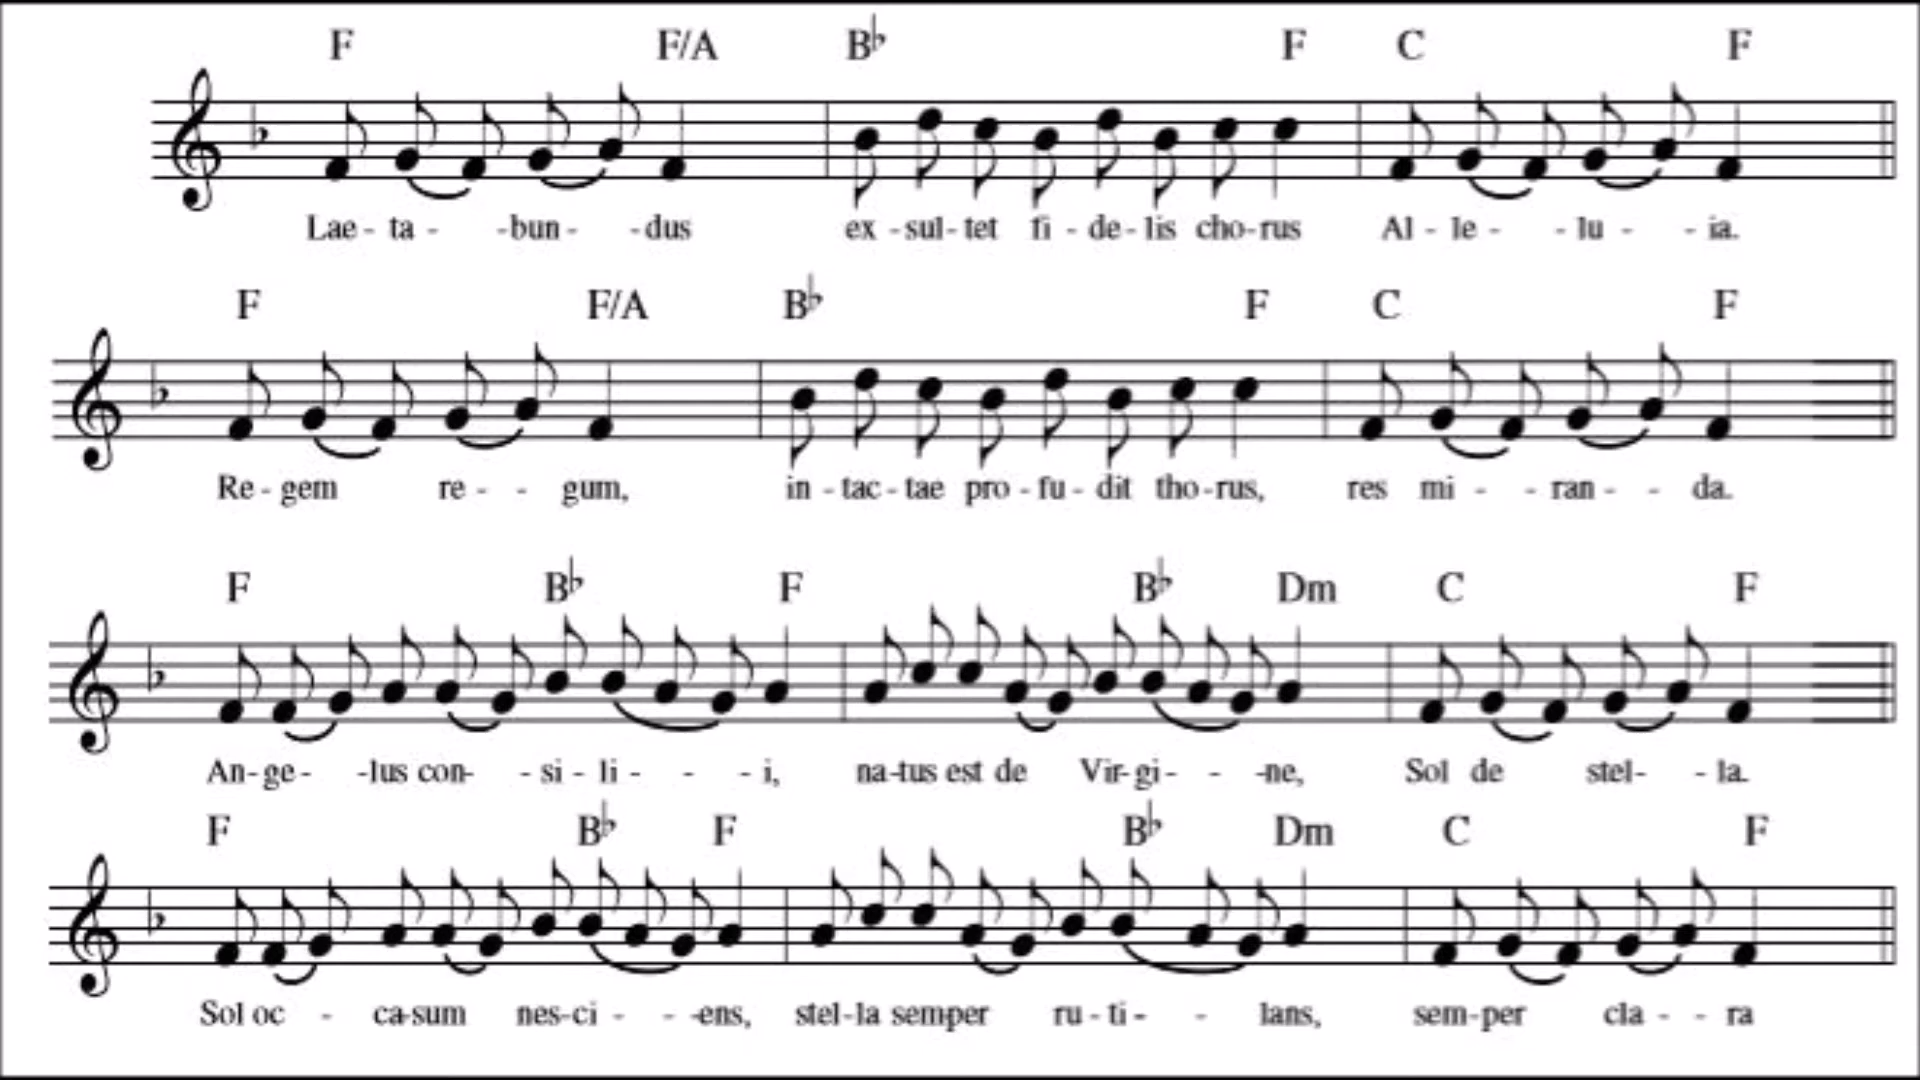 F F/A B♭ F C F
Lae - ta - -bun - -dus ex - sul - tet fi - de - lis cho - rus Al - le - - lu - - ia.
F F/A B♭ F C F
Re - gem re - - gum, in - tac - tae pro - fu - dit tho - rus, res mi - - ran - - da.
F B♭ F B♭ Dm C F
An - ge - -lus con- - si - li - - - i, na - tus est de Vir - gi - - -ne, Sol de stel- - la.
F B♭ F B♭ Dm C F
Sol oc - ca-sum nes-ci - - -ens, stel - la semper ru - ti - - lans, sem - per cla - - ra